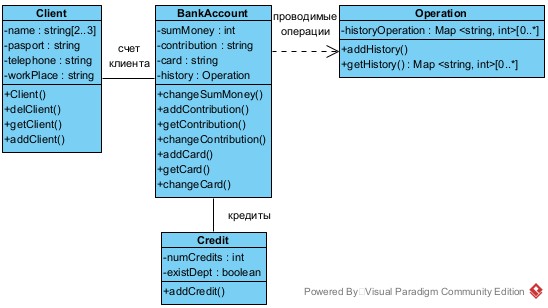 Client
-name : string[2..3]
-pasport : string
-telephone : string
-workPlace : string
+Client()
+delClient()
+getClient()
+addClient()
счет
клиента
BankAccount
-sumMoney : int
-contribution : string
-card : string
-history : Operation
+changeSumMoney()
+addContribution()
+getContribution()
+changeContribution()
+addCard()
+getCard()
+changeCard()
проводимые
операции
Operation
-historyOperation : Map <string, int>[0..*]
+addHistory()
+getHistory() : Map <string, int>[0..*]
кредиты
Credit
-numCredits : int
-existDept : boolean
+addCredit()
Powered By Visual Paradigm Community Edition